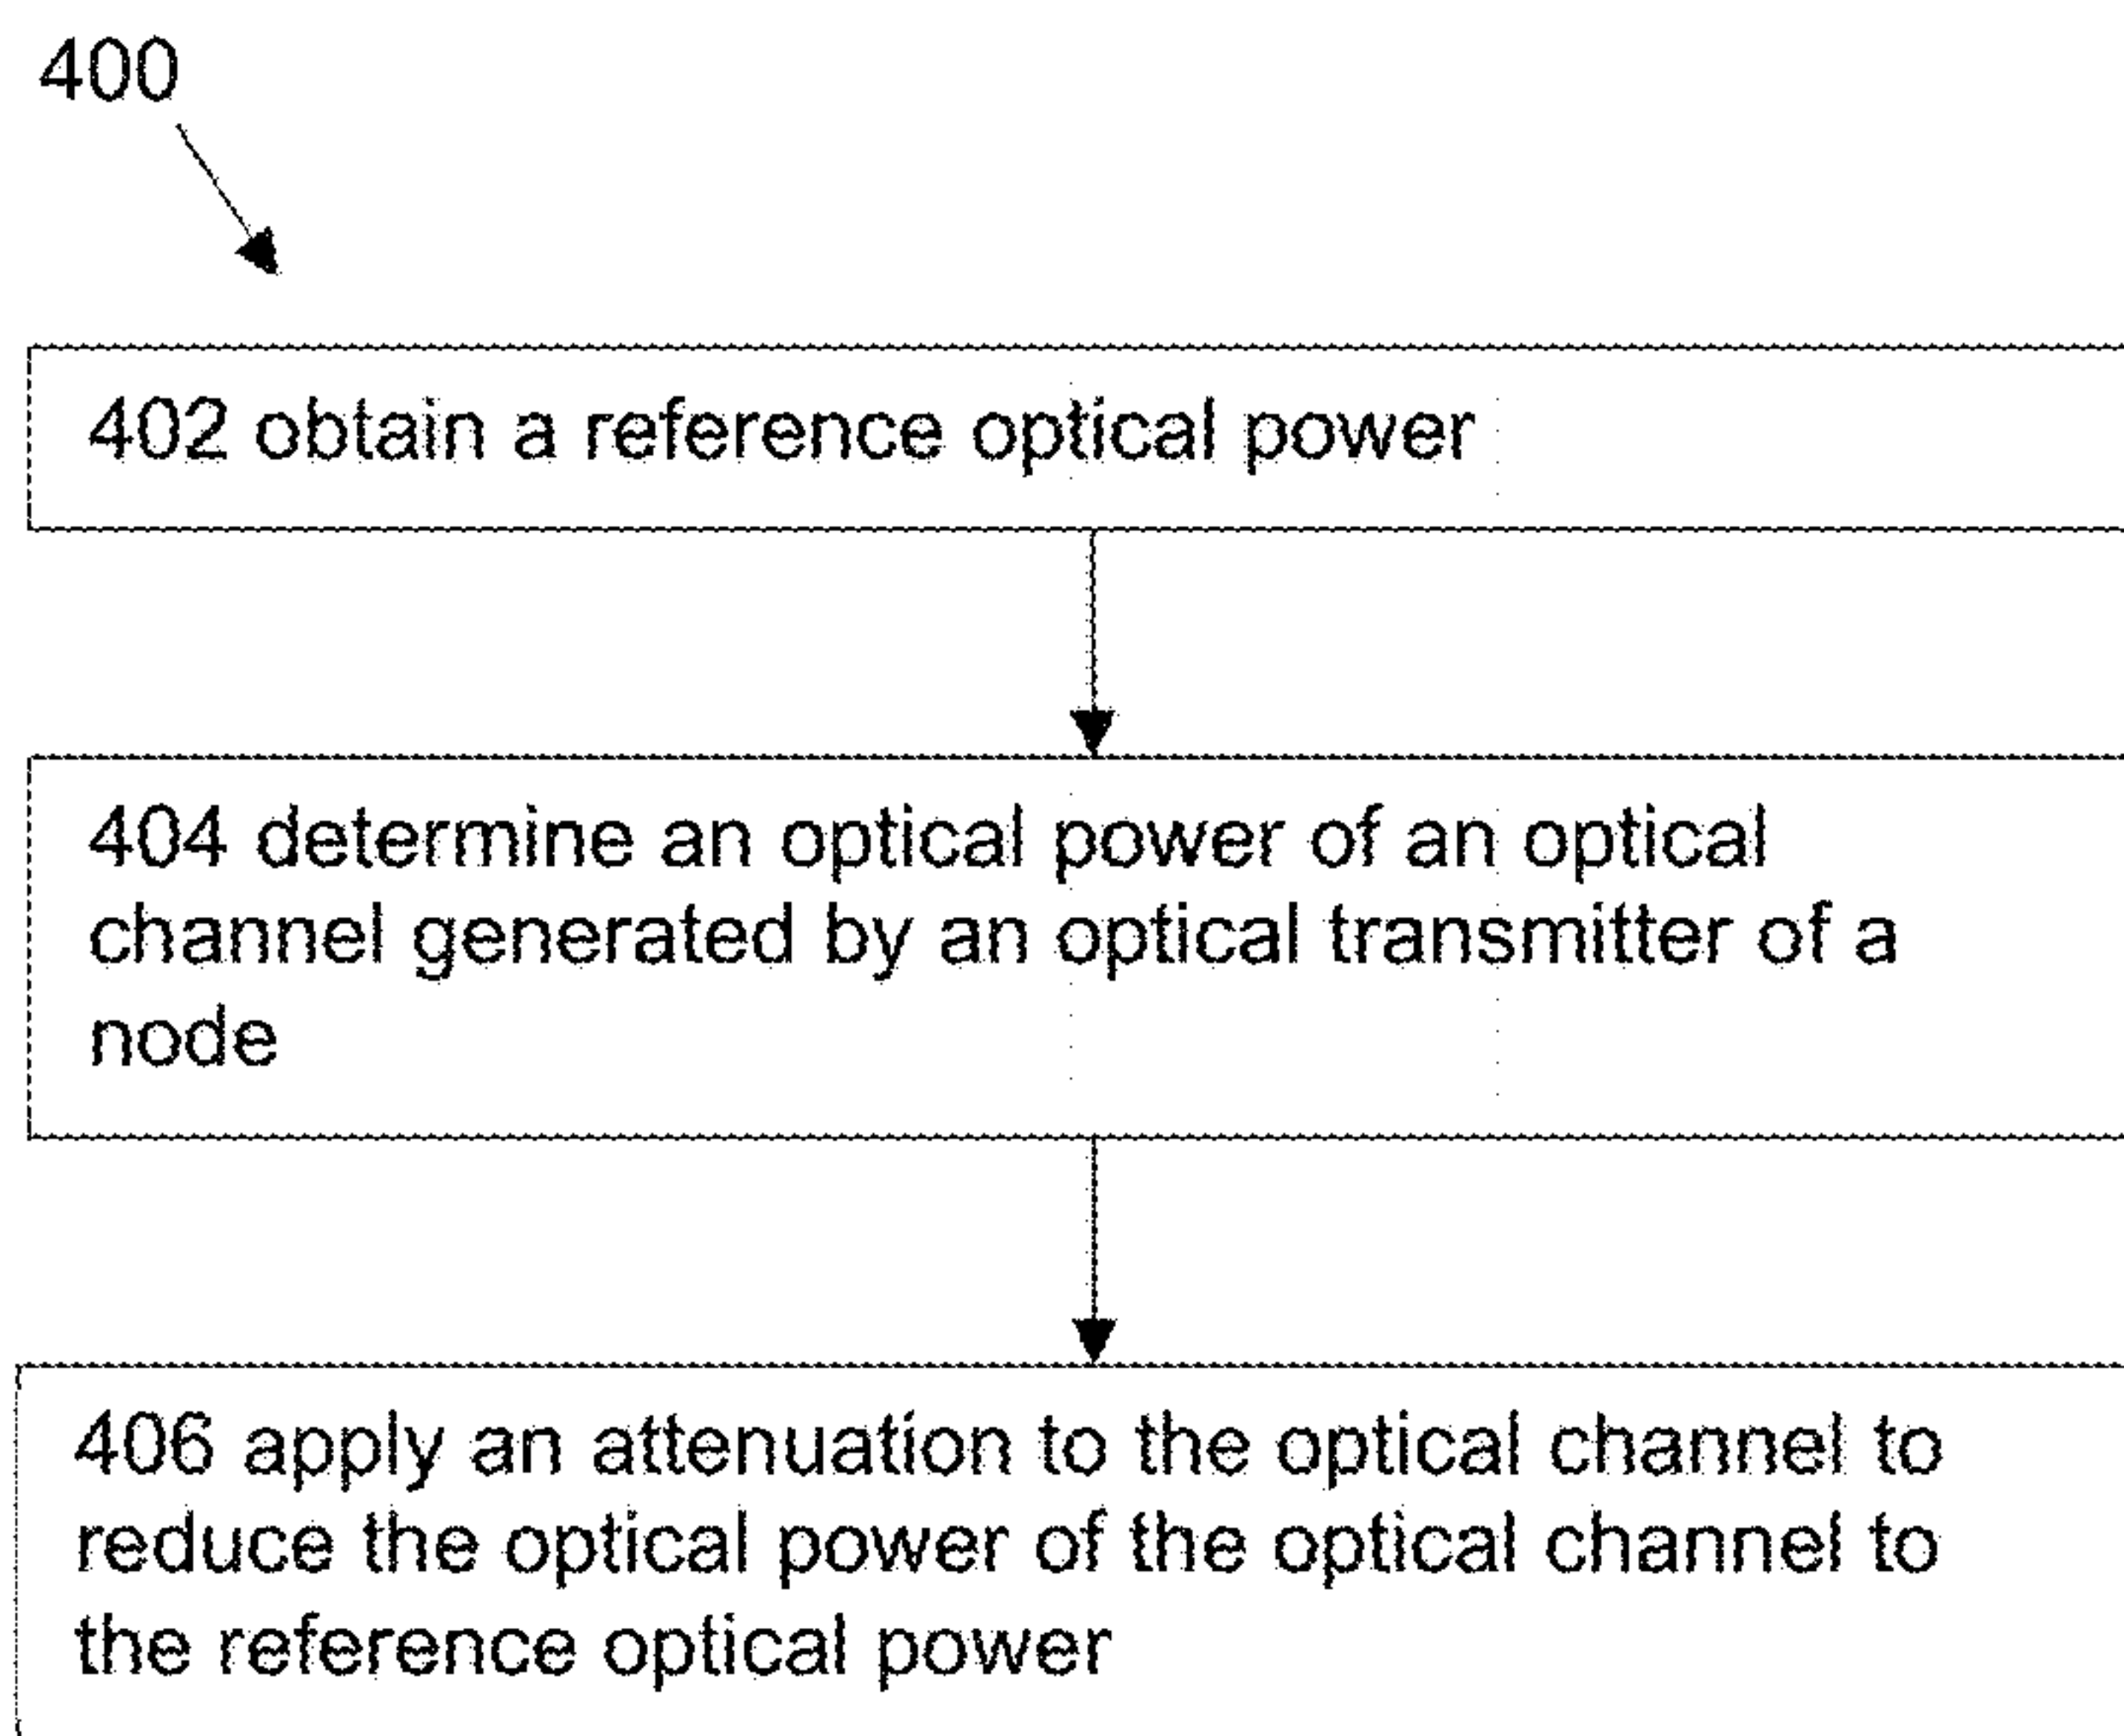 400
402 obtain a reference optical power
404 determine an optical power of an optical
channel generated by an optical transmitter of a
node
406 apply an attenuation to the optical channel to
reduce the optical power of the optical channel to
the reference optical power